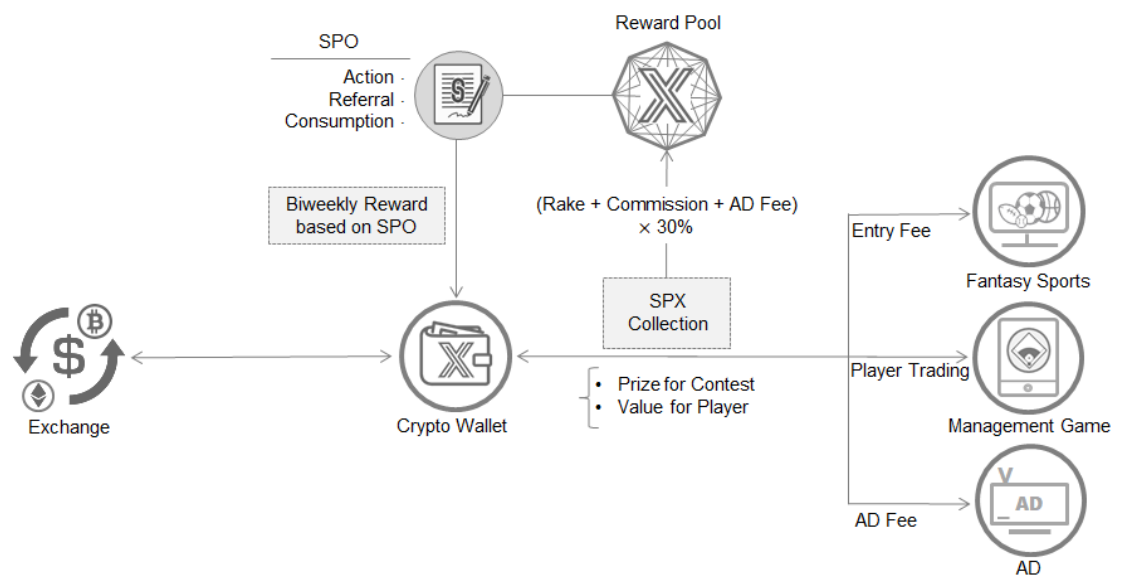 Reward Pool
SPO
Action ·
Referral ·
Consumption ·
S
X
Biweekly Reward
based on SPO
(Rake + Commission + AD Fee)
× 30%
SPX
Collection
Entry Fee
Fantasy Sports
$
X
Exchange
Crypto Wallet
• Prize for Contest
• Value for Player
Player Trading
Management Game
V
AD
AD Fee
AD